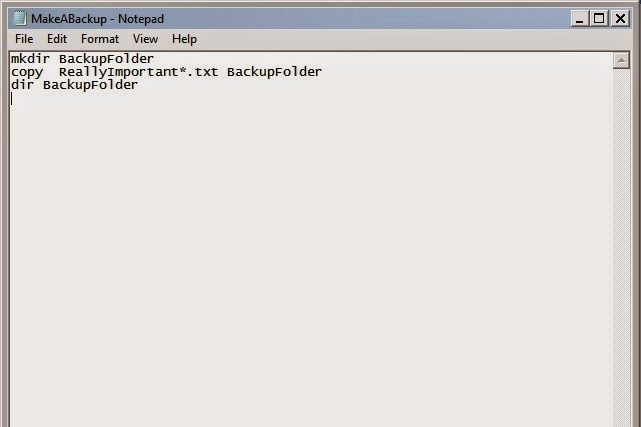 MakeABackup - Notepad
File Edit Format View Help
mkdir BackupFolder
copy  ReallyImportant*.txt BackupFolder
dir BackupFolder